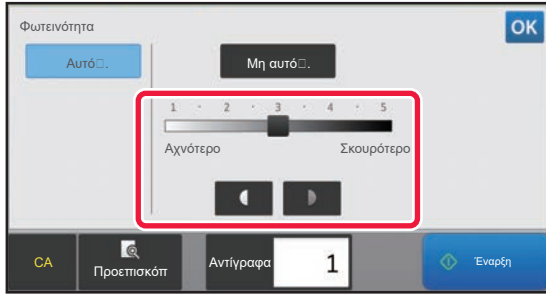 Φωτεινότητα
OK
Αυτό□.
Μη αυτό□.
1 · 2 · 3 · 4 · 5
Αχνότερο Σκουρότερο
CA
Προεπισκόπ
Αντίγραφα
1
Έναρξη